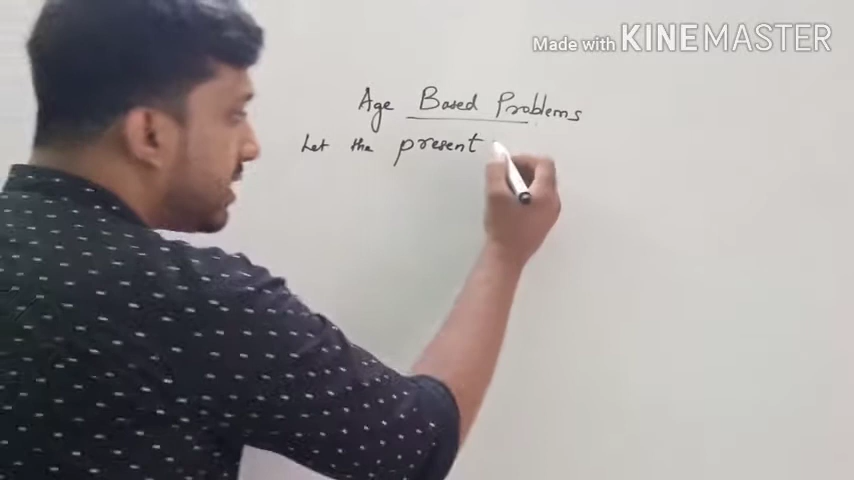 Made with KINEMASTER
Age Based Problems
Let the present